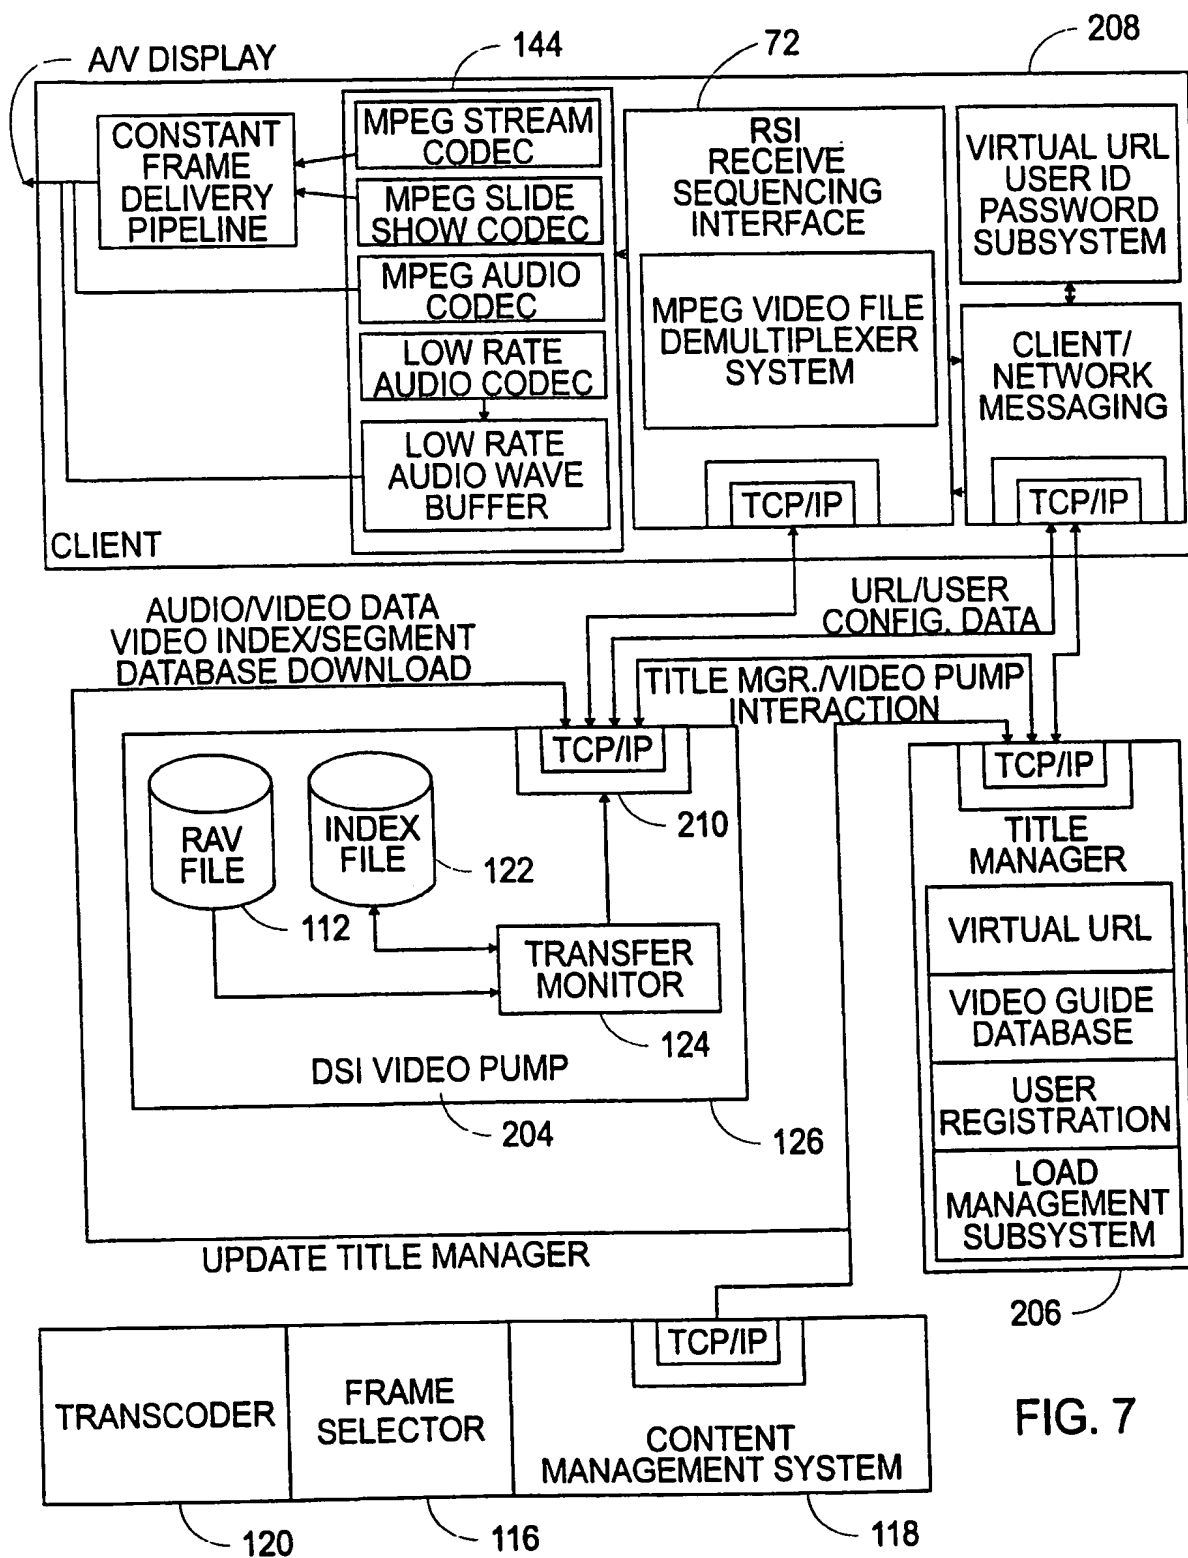 A/V DISPLAY
144
72
208
CONSTANT
FRAME
DELIVERY
PIPELINE
MPEG STREAM
CODEC
MPEG SLIDE
SHOW CODEC
MPEG AUDIO
CODEC
LOW RATE
AUDIO CODEC
LOW RATE
AUDIO WAVE
BUFFER
RSI
RECEIVE
SEQUENCING
INTERFACE
MPEG VIDEO FILE
DEMULTIPLEXER
SYSTEM
TCP/IP
VIRTUAL URL
USER ID
PASSWORD
SUBSYSTEM
CLIENT/
NETWORK
MESSAGING
TCP/IP
CLIENT
AUDIO/VIDEO DATA
VIDEO INDEX/SEGMENT
DATABASE DOWNLOAD
URL/USER
CONFIG. DATA
TITLE MGR./VIDEO PUMP
INTERACTION
TCP/IP
210
RAV
FILE
112
INDEX
FILE
122
TRANSFER
MONITOR
124
DSI VIDEO PUMP
204
126
TCP/IP
TITLE
MANAGER
VIRTUAL URL
VIDEO GUIDE
DATABASE
USER
REGISTRATION
LOAD
MANAGEMENT
SUBSYSTEM
206
UPDATE TITLE MANAGER
TRANSCODER
120
FRAME
SELECTOR
116
TCP/IP
CONTENT
MANAGEMENT SYSTEM
118
FIG. 7